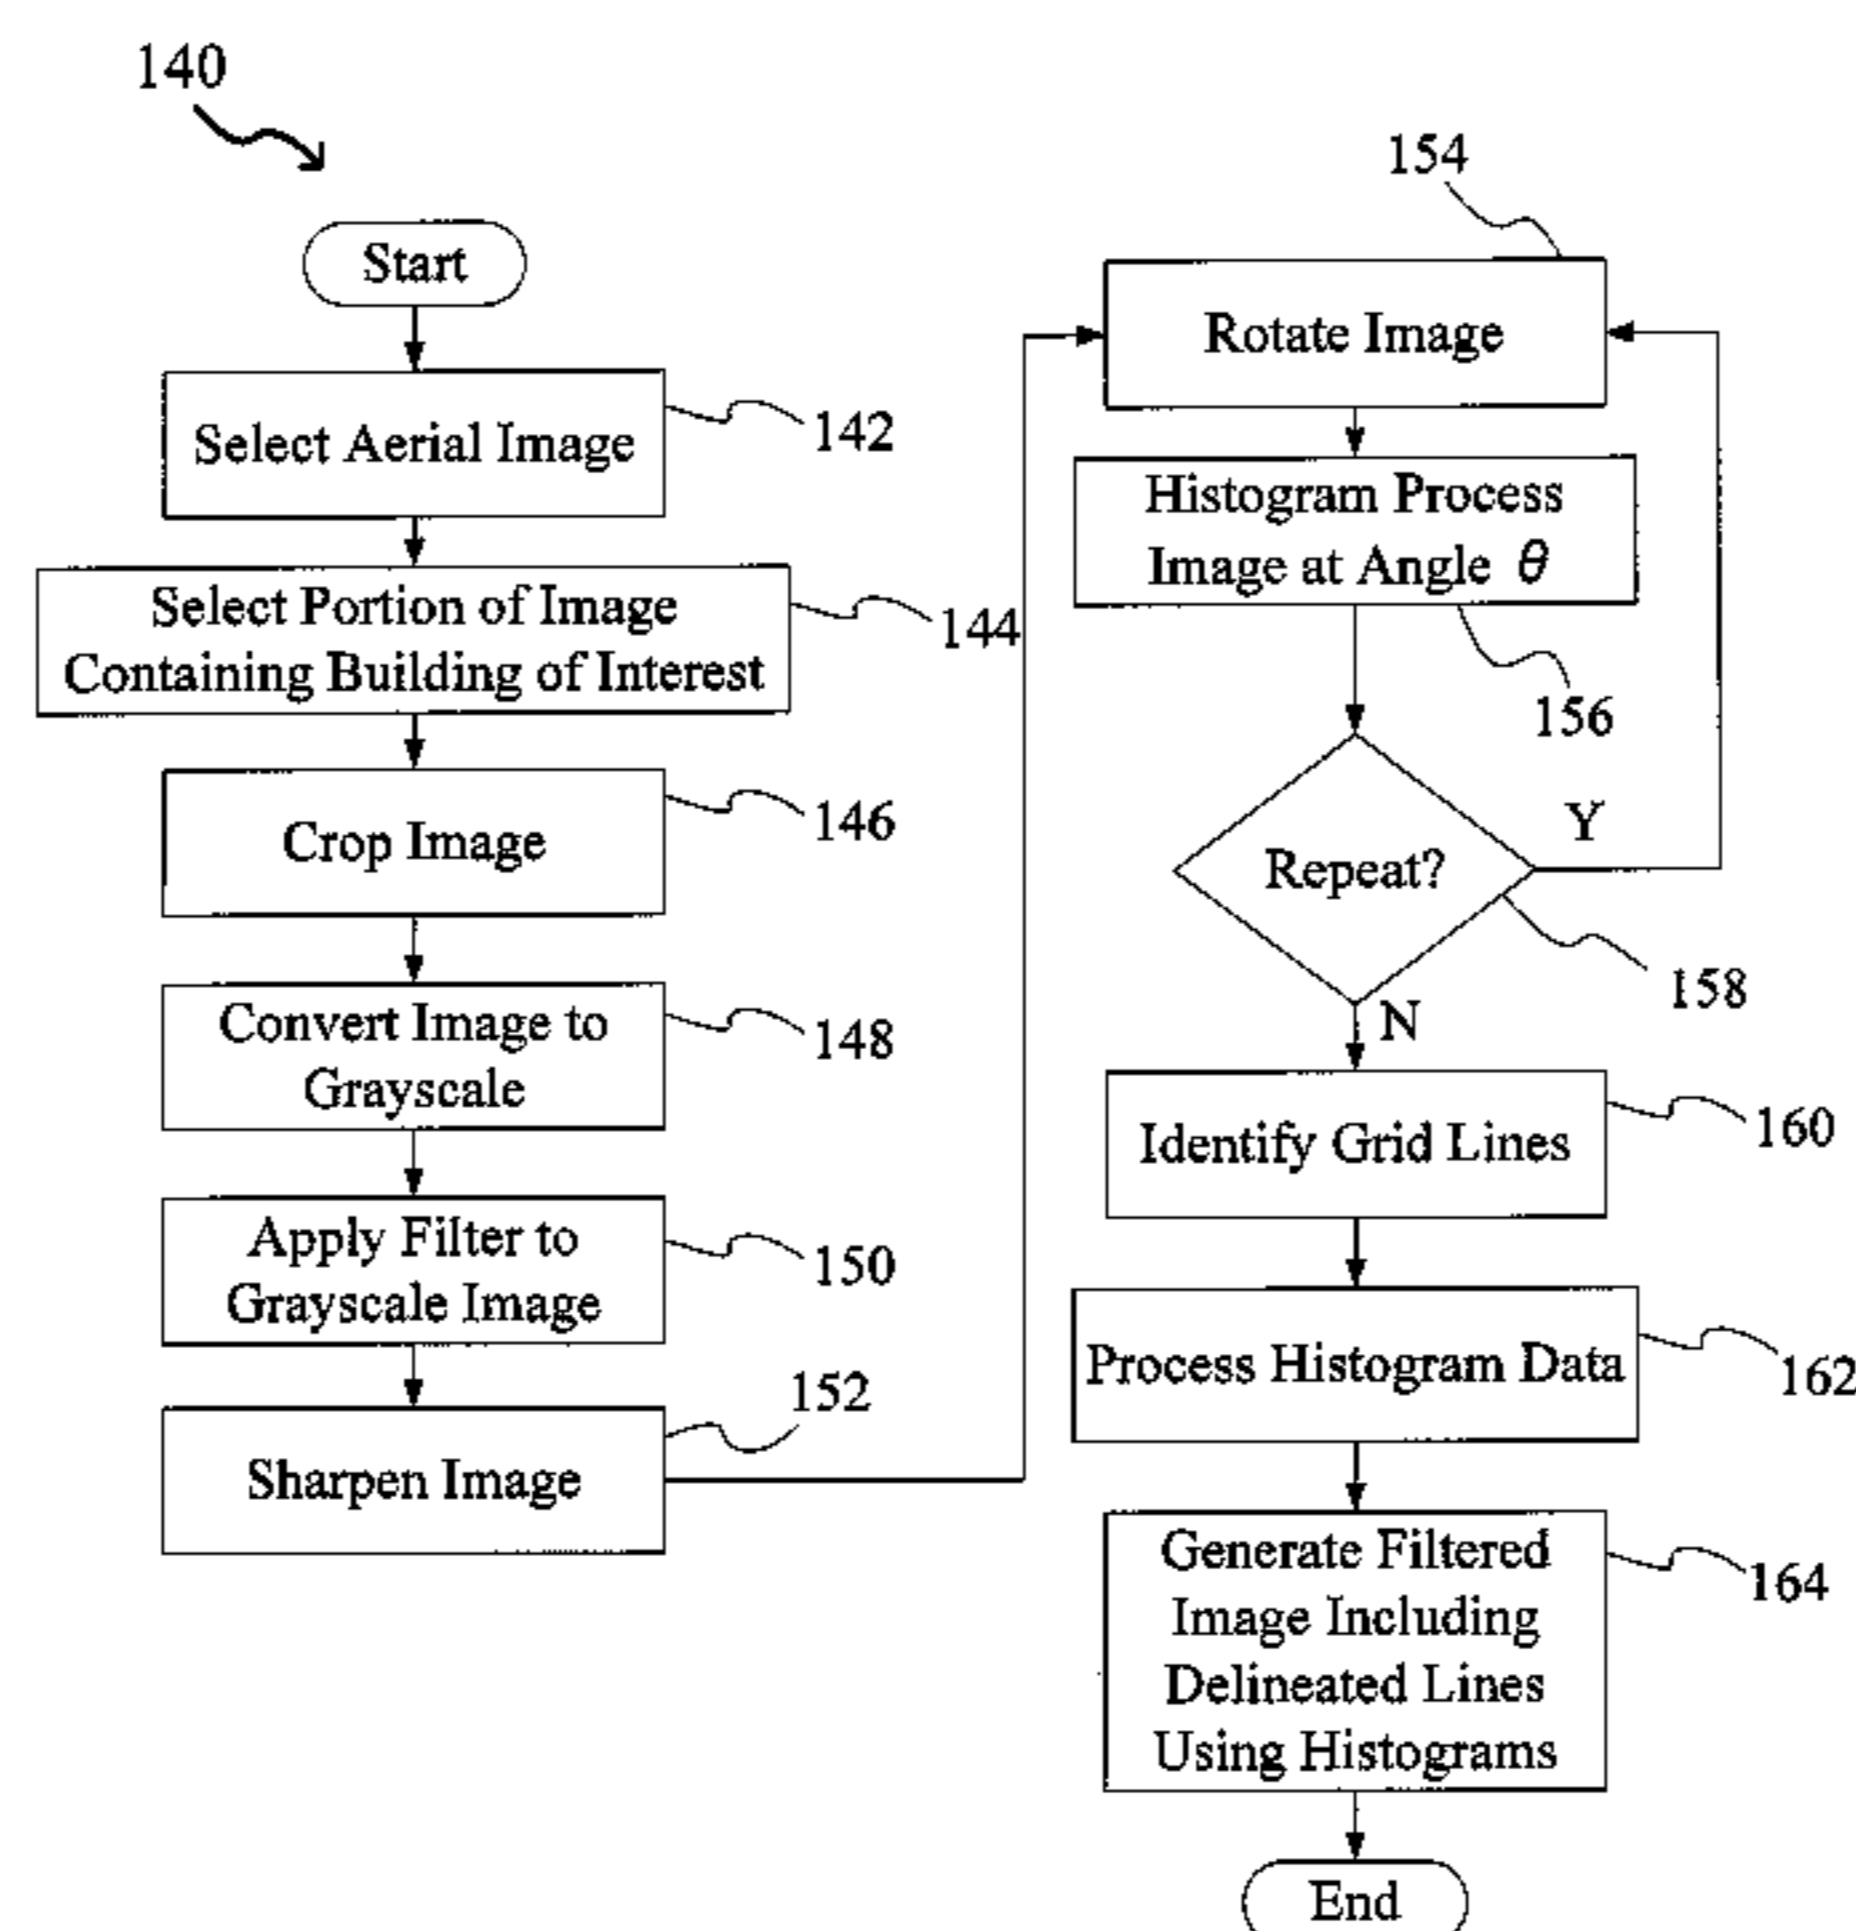 140
Start
Select Aerial Image
142
Select Portion of Image
Containing Building of Interest
144
Crop Image
146
Convert Image to
Grayscale
148
Apply Filter to
Grayscale Image
150
152
Sharpen Image
154
Rotate Image
Histogram Process
Image at Angle θ
156
Repeat?
Y
158
N
Identify Grid Lines
160
Process Histogram Data
162
Generate Filtered
Image Including
Delineated Lines
Using Histograms
164
End